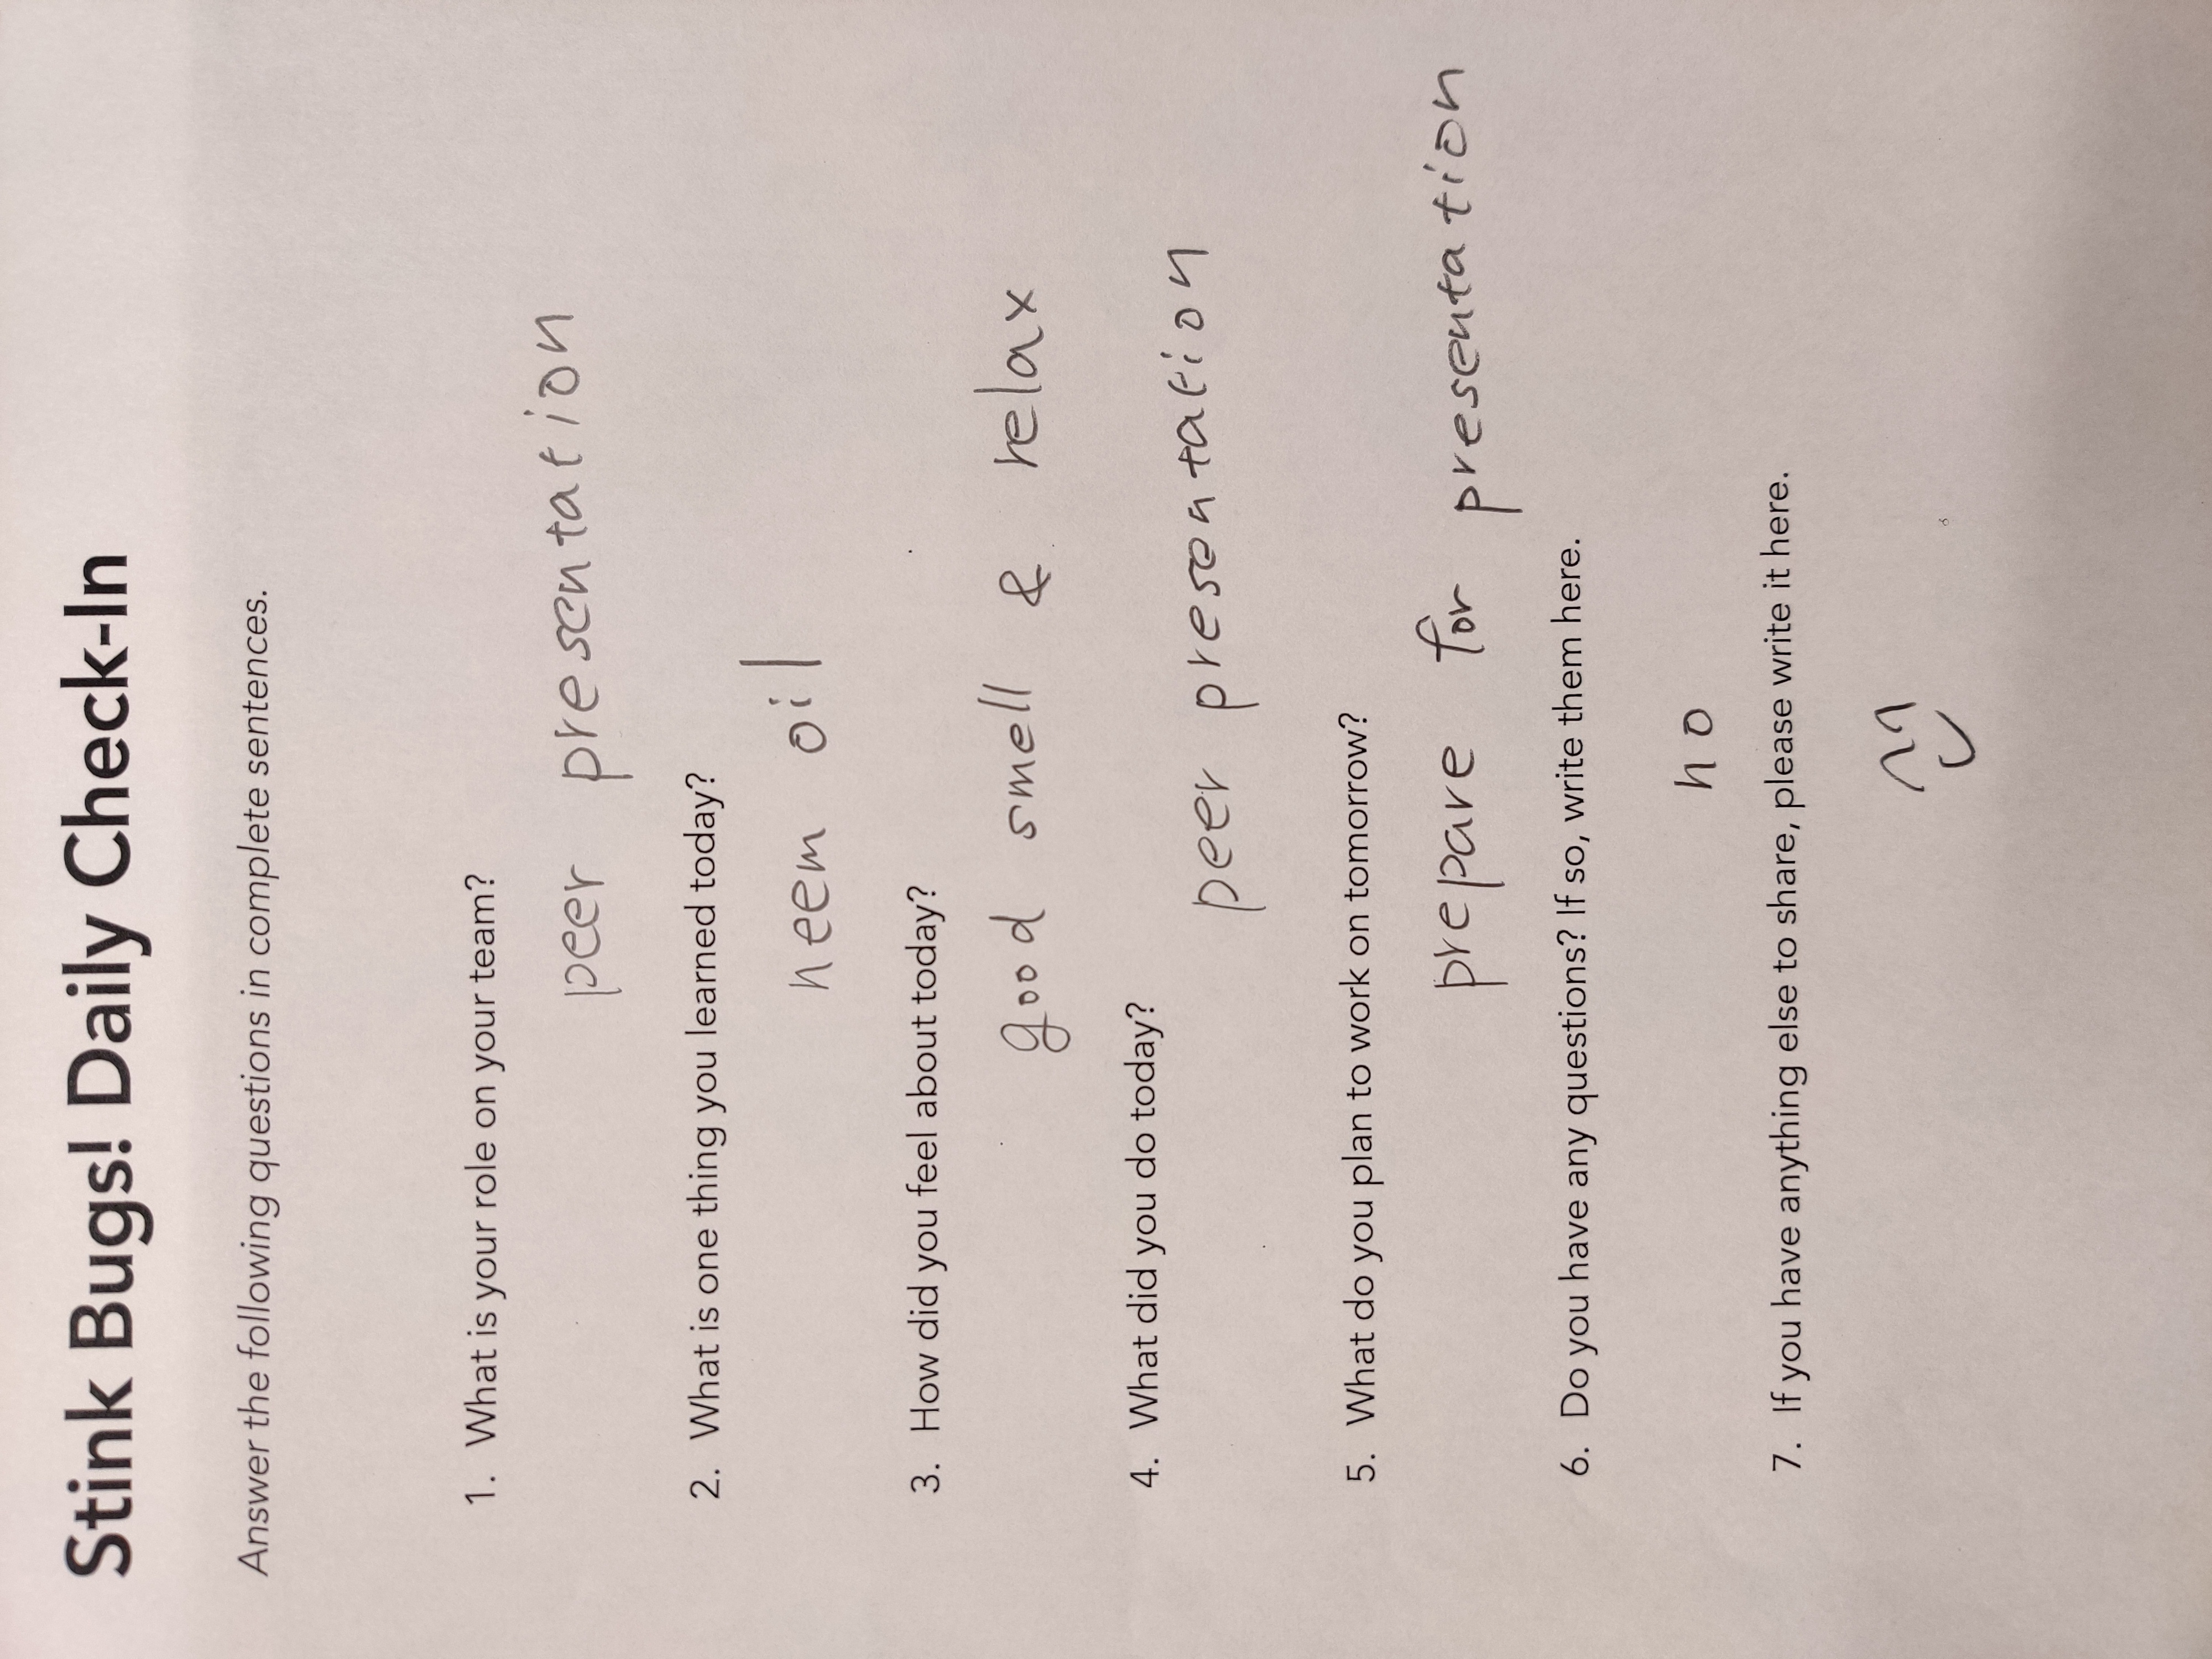 Stink Bugs! Daily Check-In
Answer the following questions in complete sentences.
1. What is your role on your team?
peer presentation
2. What is one thing you learned today?
neem oil
3. How did you feel about today?
good smell & relax
4. What did you do today?
peer presentation
5. What do you plan to work on tomorrow?
prepare for presentation
6. Do you have any questions? If so, write them here.
no
7. If you have anything else to share, please write it here.